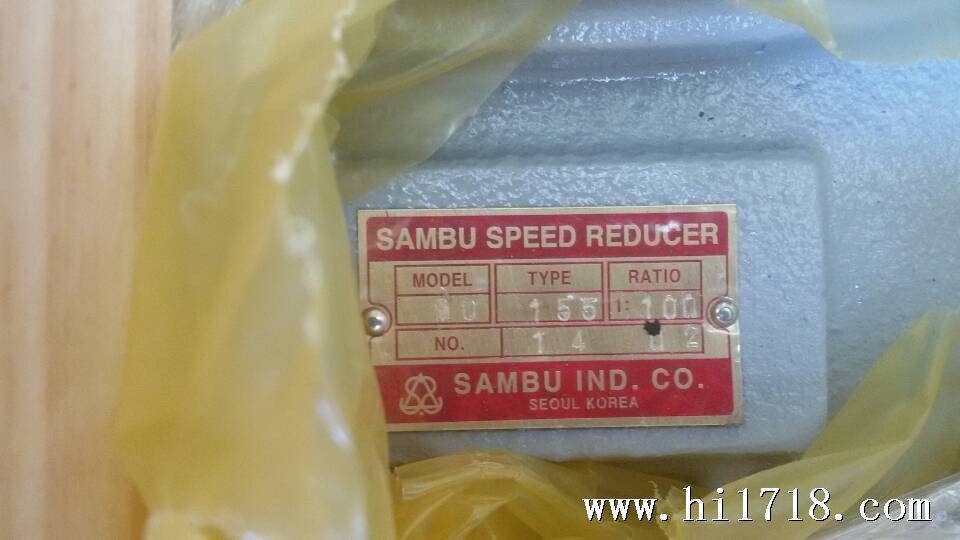 SAMBU SPEED REDUCER
MODEL TYPE RATIO
155 1: 100
NO. 14 2
SAMBU IND. CO.
SEOUL KOREA
www.hi1718.com